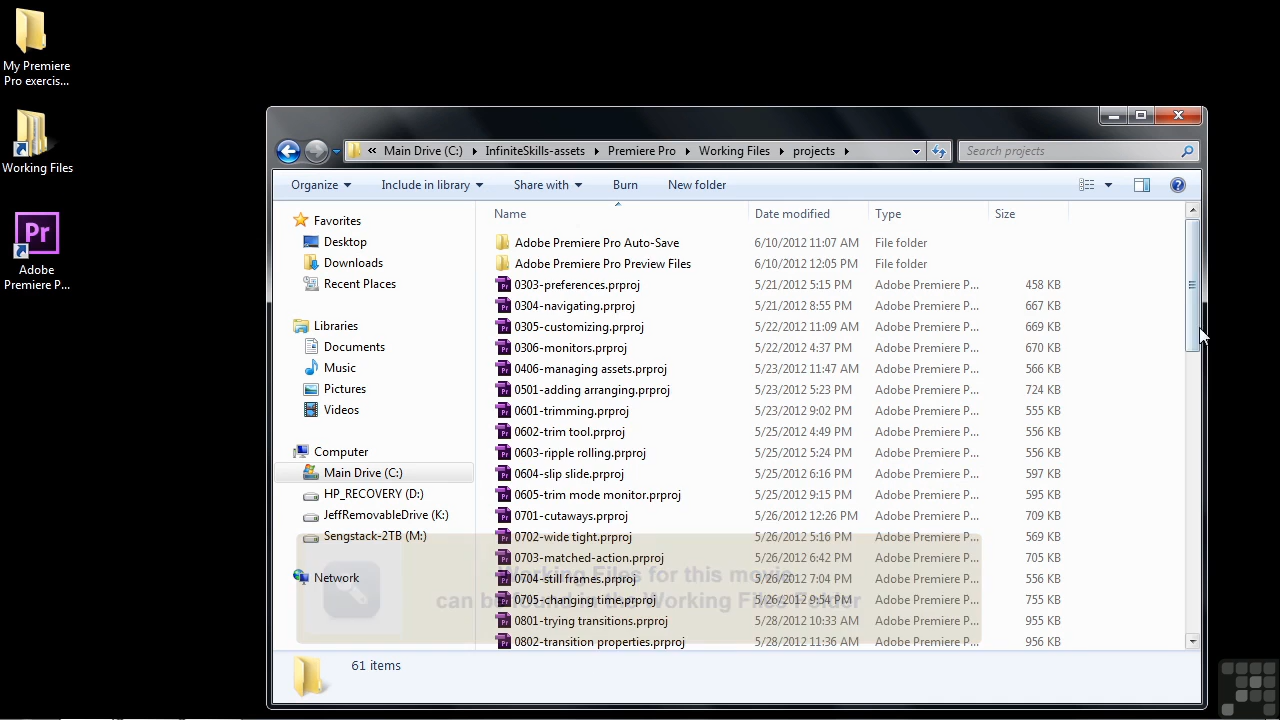 My Premiere
Pro exercis...
Working Files
Pr
Adobe
Premiere P...
« Main Drive (C:) InfiniteSkills-assets Premiere Pro Working Files projects
Search projects
Organize Include in library Share with Burn New folder
Favorites
Desktop
Downloads
Recent Places
Libraries
Documents
Music
Pictures
Videos
Computer
Main Drive (C:)
HP_RECOVERY (D:)
JeffRemovableDrive (K:)
Sengstack-2TB (M:)
Network
Name Date modified Type Size
Adobe Premiere Pro Auto-Save 6/10/2012 11:07 AM File folder
Adobe Premiere Pro Preview Files 6/10/2012 12:05 PM File folder
0303-preferences.prproj 5/21/2012 5:15 PM Adobe Premiere P... 458 KB
0304-navigating.prproj 5/21/2012 8:55 PM Adobe Premiere P... 667 KB
0305-customizing.prproj 5/22/2012 11:09 AM Adobe Premiere P... 669 KB
0306-monitors.prproj 5/22/2012 4:37 PM Adobe Premiere P... 670 KB
0406-managing assets.prproj 5/23/2012 11:47 AM Adobe Premiere P... 566 KB
0501-adding arranging.prproj 5/23/2012 5:23 PM Adobe Premiere P... 724 KB
0601-trimming.prproj 5/23/2012 9:02 PM Adobe Premiere P... 555 KB
0602-trim tool.prproj 5/25/2012 4:49 PM Adobe Premiere P... 556 KB
0603-ripple rolling.prproj 5/25/2012 5:24 PM Adobe Premiere P... 556 KB
0604-slip slide.prproj 5/25/2012 6:16 PM Adobe Premiere P... 597 KB
0605-trim mode monitor.prproj 5/25/2012 9:15 PM Adobe Premiere P... 595 KB
0701-cutaways.prproj 5/26/2012 12:26 PM Adobe Premiere P... 709 KB
0702-wide tight.prproj 5/26/2012 5:16 PM Adobe Premiere P... 569 KB
0703-matched-action.prproj 5/26/2012 6:42 PM Adobe Premiere P... 705 KB
0704-still frames.prproj 5/26/2012 7:04 PM Adobe Premiere P... 556 KB
0705-changing time.prproj 5/26/2012 9:54 PM Adobe Premiere P... 755 KB
0801-trying transitions.prproj 5/28/2012 10:33 AM Adobe Premiere P... 955 KB
0802-transition properties.prproj 5/28/2012 11:36 AM Adobe Premiere P... 956 KB
Working Files for this movie
can be found in the Working Files Folder
61 items